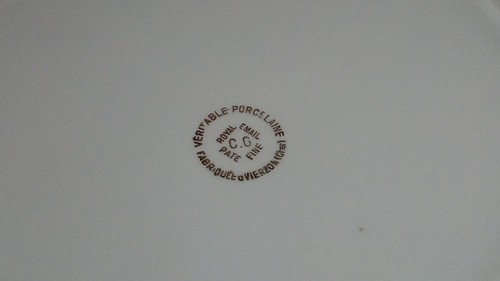 VÉRITABLE-PORCELAINE
ROYAL EMAIL
C.G
PATE FINE
FABRIQUÉE a VIERZON (Cher)